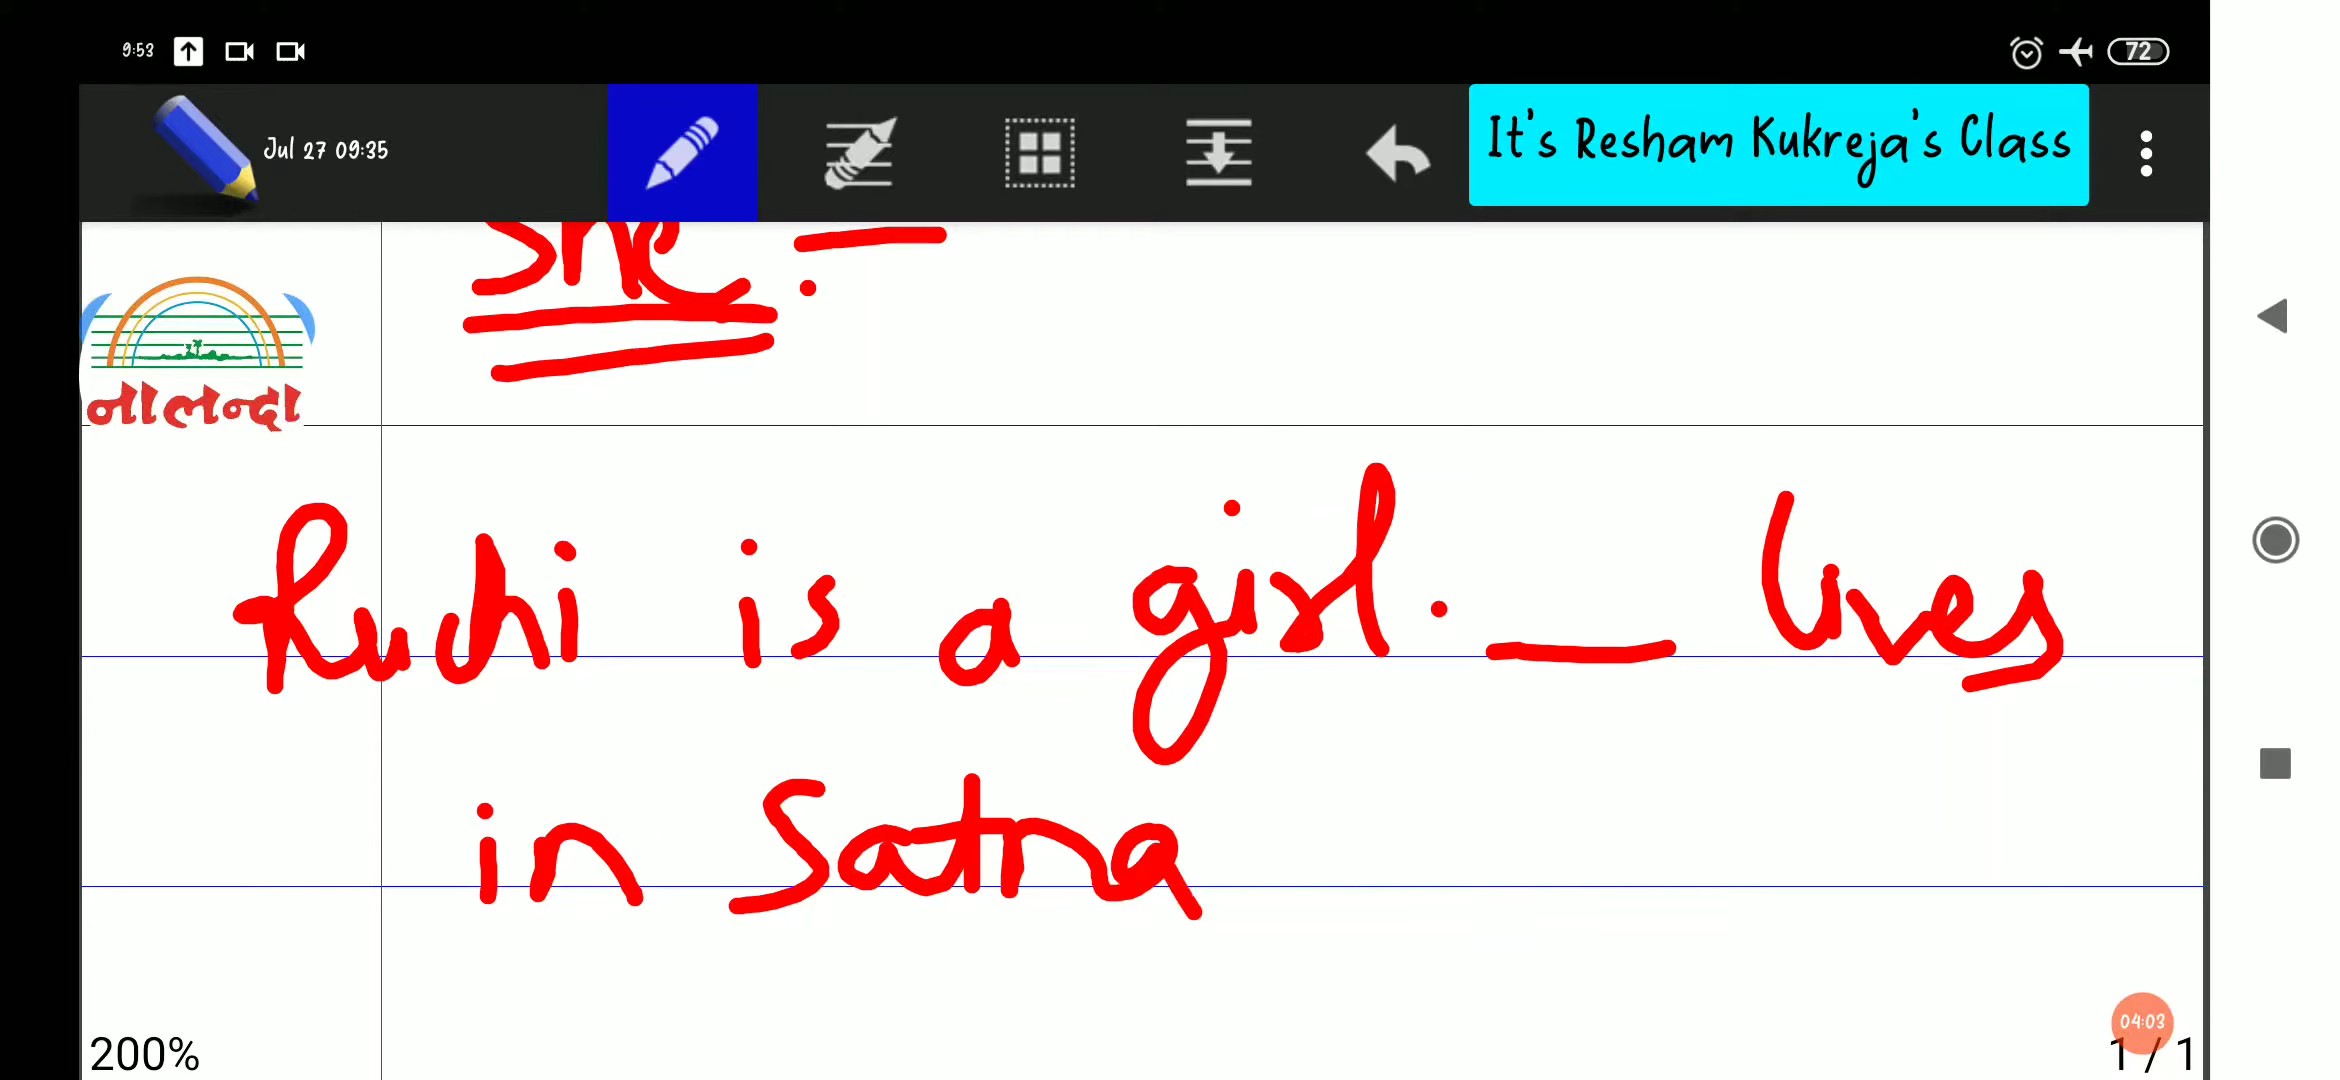 9:53
72
Jul 27 09:35
It's Resham Kukreja's Class
She :-
नालन्दा
Ruchi is a girl. __ lives
in Satna
200%
04:03
1 / 1